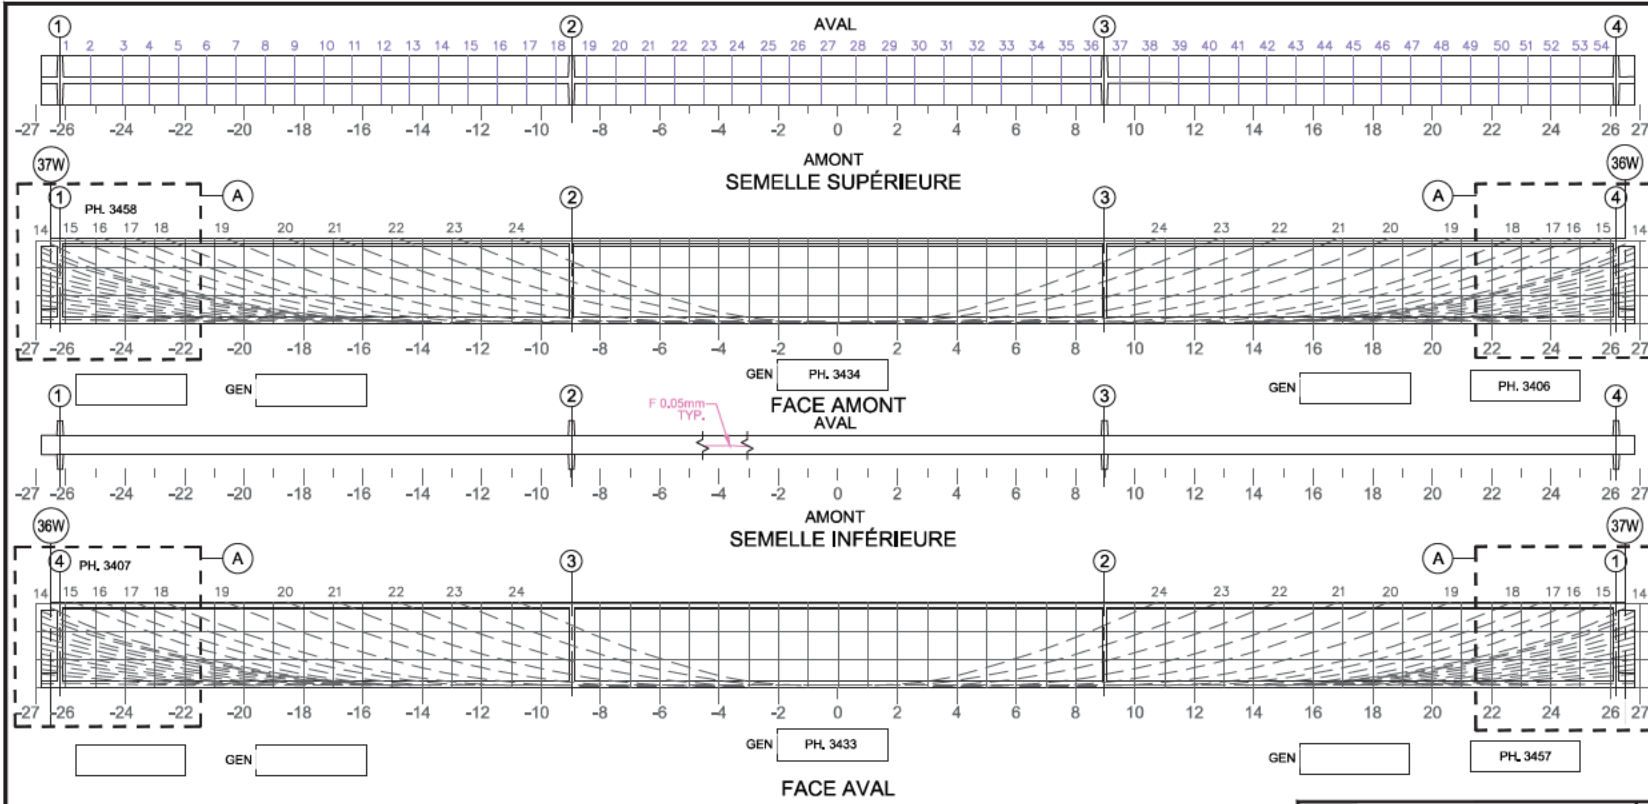 1 2 AVAL 3 4
1 2 3 4 5 6 7 8 9 10 11 12 13 14 15 16 17 18 19 20 21 22 23 24 25 26 27 28 29 30 31 32 33 34 35 36 37 38 39 40 41 42 43 44 45 46 47 48 49 50 51 52 53 54
-27 -26 -24 -22 -20 -18 -16 -14 -12 -10 -8 -6 -4 -2 0 2 4 6 8 10 12 14 16 18 20 22 24 26 27
37W AMONT 36W
SEMELLE SUPÉRIEURE
1 A 2 3 A 4
PH. 3458
14 15 16 17 18 19 20 21 22 23 24 24 23 22 21 20 19 18 17 16 15 14
-27 -26 -24 -22 -20 -18 -16 -14 -12 -10 -8 -6 -4 -2 0 2 4 6 8 10 12 14 16 18 20 22 24 26 27
GEN GEN PH. 3434 GEN PH. 3406
1 2 FACE AMONT 3 4
F 0.05mm
TYP.
AVAL
-27 -26 -24 -22 -20 -18 -16 -14 -12 -10 -8 -6 -4 -2 0 2 4 6 8 10 12 14 16 18 20 22 24 26 27
36W AMONT 37W
SEMELLE INFÉRIEURE
4 A 3 2 A 1
PH. 3407
14 15 16 17 18 19 20 21 22 23 24 24 23 22 21 20 19 18 17 16 15 14
-27 -26 -24 -22 -20 -18 -16 -14 -12 -10 -8 -6 -4 -2 0 2 4 6 8 10 12 14 16 18 20 22 24 26 27
GEN GEN PH. 3433 GEN PH. 3457
FACE AVAL